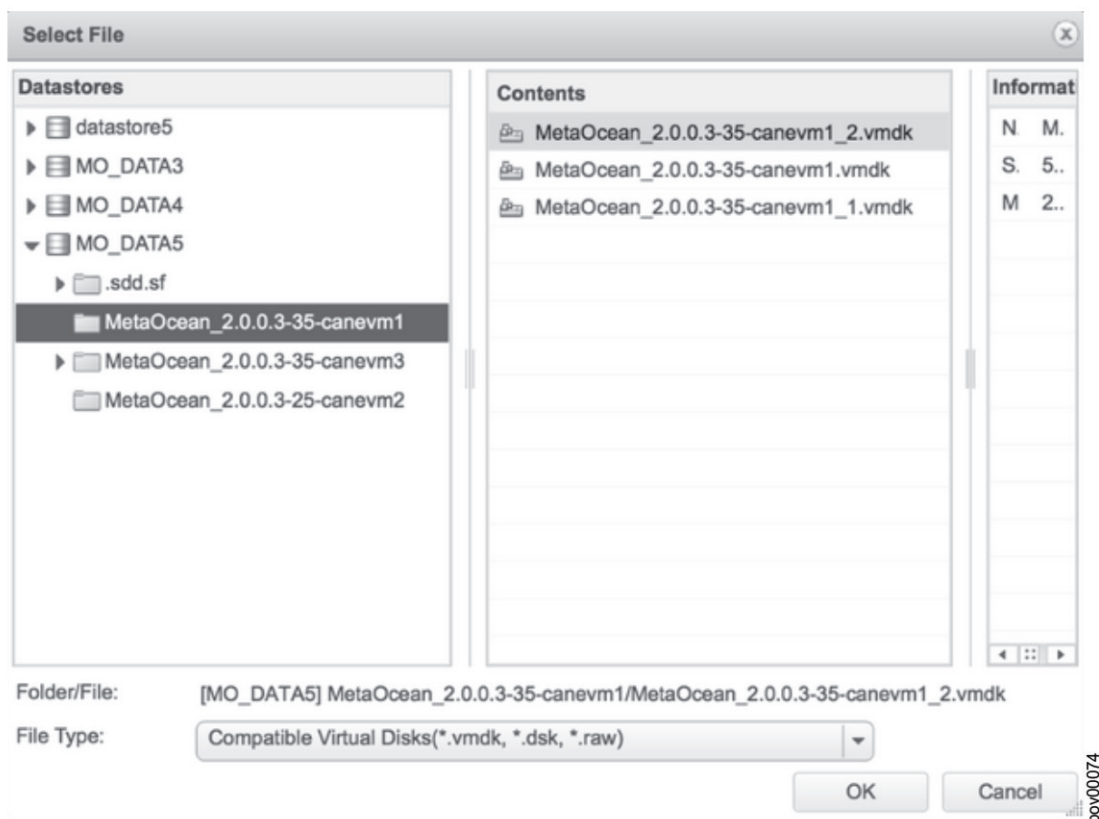 Select File
x
Datastores
datastore5
MO_DATA3
MO_DATA4
MO_DATA5
.sdd.sf
MetaOcean_2.0.0.3-35-canevm1
MetaOcean_2.0.0.3-35-canevm3
MetaOcean_2.0.0.3-25-canevm2
Contents
MetaOcean_2.0.0.3-35-canevm1_2.vmdk
MetaOcean_2.0.0.3-35-canevm1.vmdk
MetaOcean_2.0.0.3-35-canevm1_1.vmdk
Informat
N. M.
S. 5..
M 2..
Folder/File: [MO_DATA5] MetaOcean_2.0.0.3-35-canevm1/MetaOcean_2.0.0.3-35-canevm1_2.vmdk
File Type: Compatible Virtual Disks(*.vmdk, *.dsk, *.raw)
OK Cancel